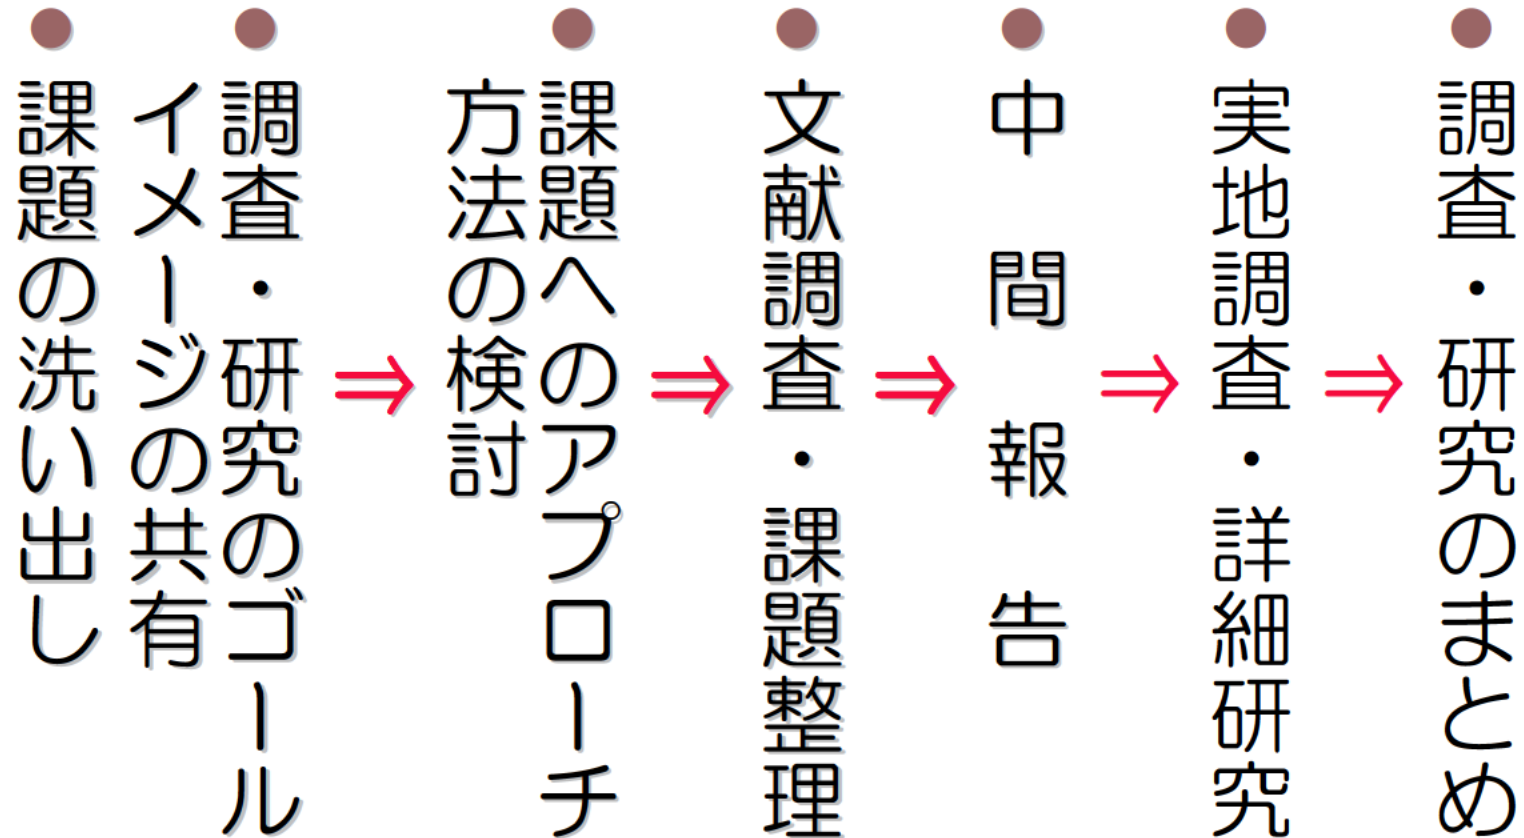 ●課題の洗い出し
●調査・研究のゴール
イメージの共有
⇒
●課題へのアプローチ
方法の検討
⇒
●文献調査・課題整理
⇒
●中間報告
⇒
●実地調査・詳細研究
⇒
●調査・研究のまとめ